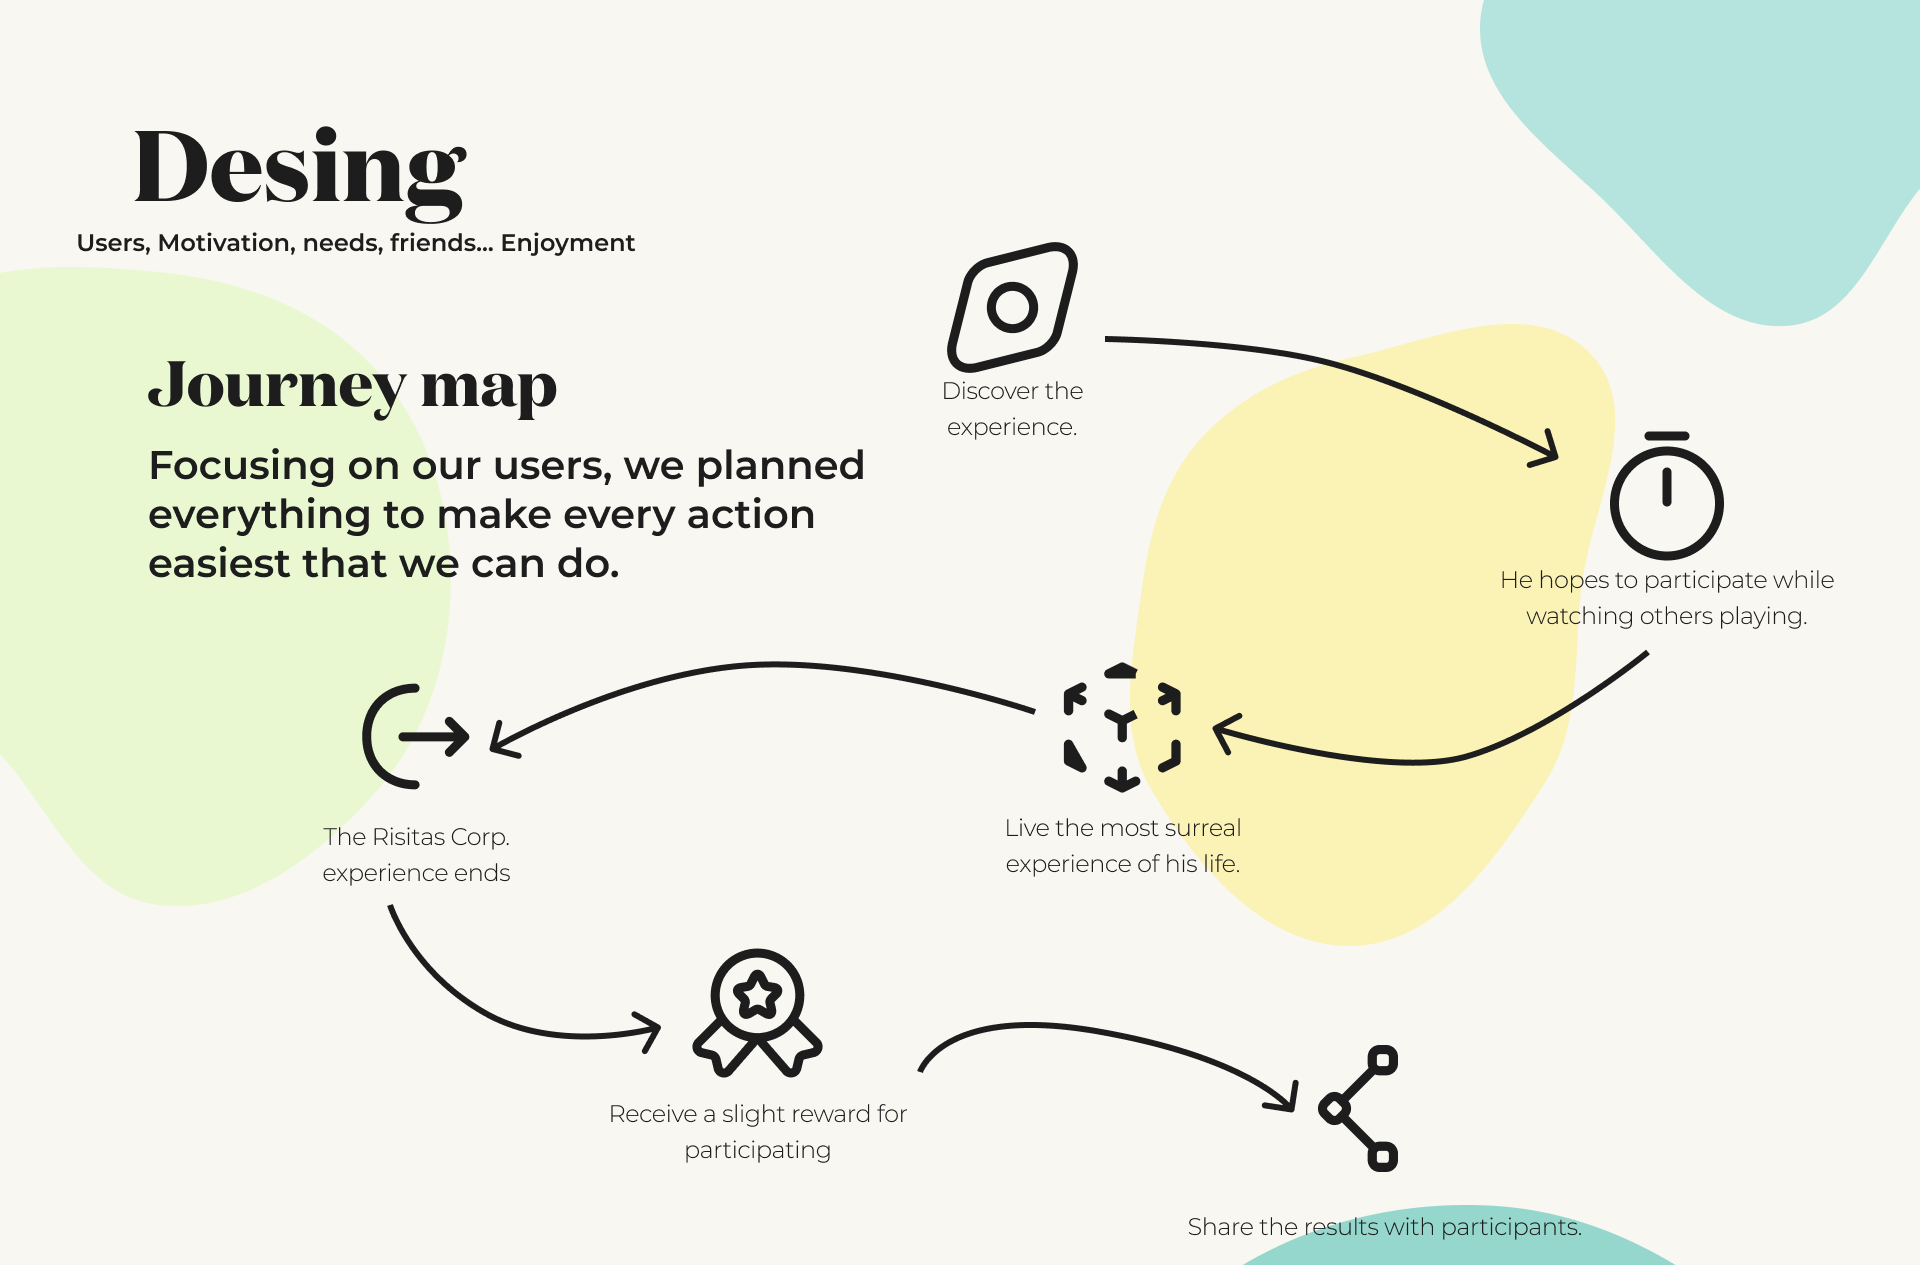 Desing
Users, Motivation, needs, friends... Enjoyment
Journey map
Focusing on our users, we planned
everything to make every action
easiest that we can do.
Discover the
experience.
He hopes to participate while
watching others playing.
Live the most surreal
experience of his life.
The Risitas Corp.
experience ends
Receive a slight reward for
participating
Share the results with participants.